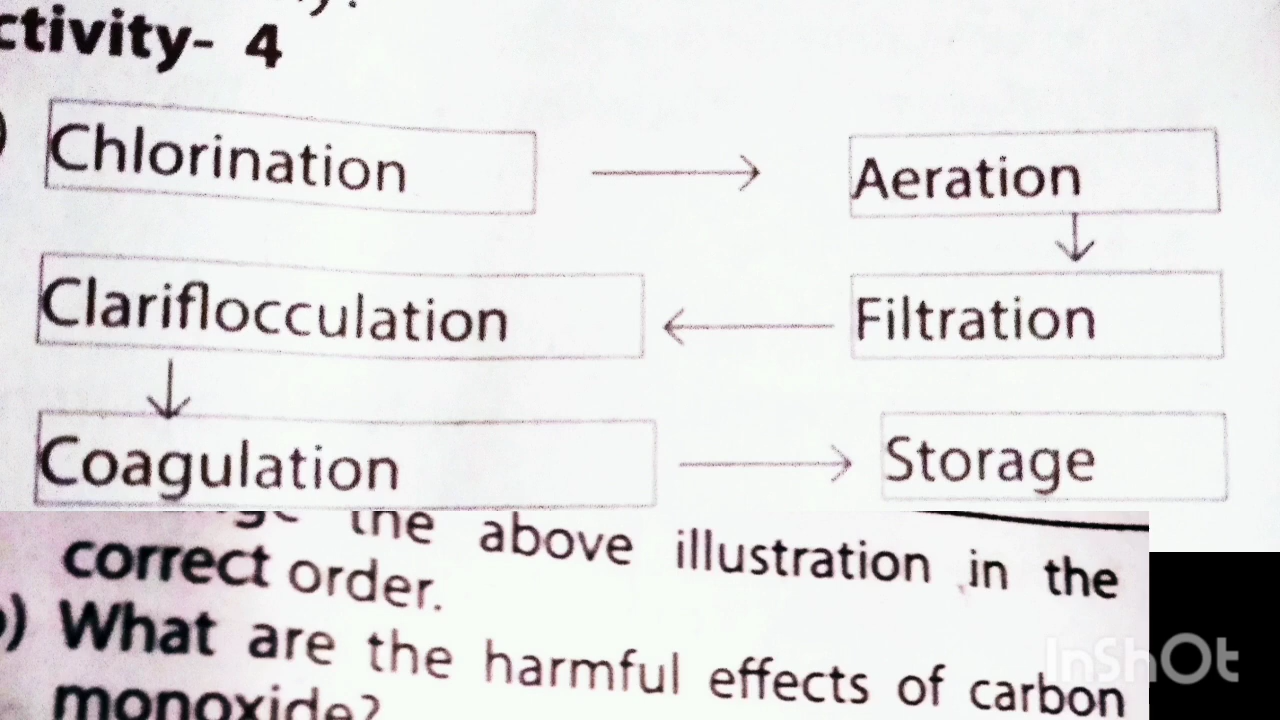 ctivity- 4
Chlorination
Aeration
Clariflocculation
Filtration
Coagulation
Storage
the above illustration in the
correct order.
) What are the harmful effects of carbon
monoxide?
InShOt